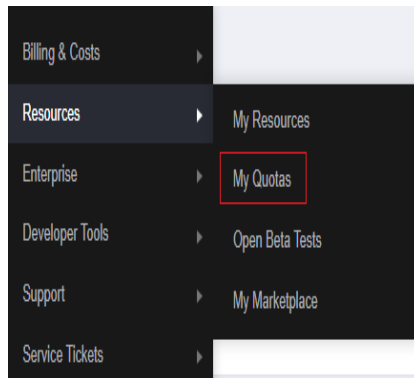 Billing & Costs
Resources
Enterprise
Developer Tools
Support
Service Tickets
My Resources
My Quotas
Open Beta Tests
My Marketplace